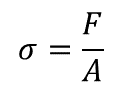 σ = F/A